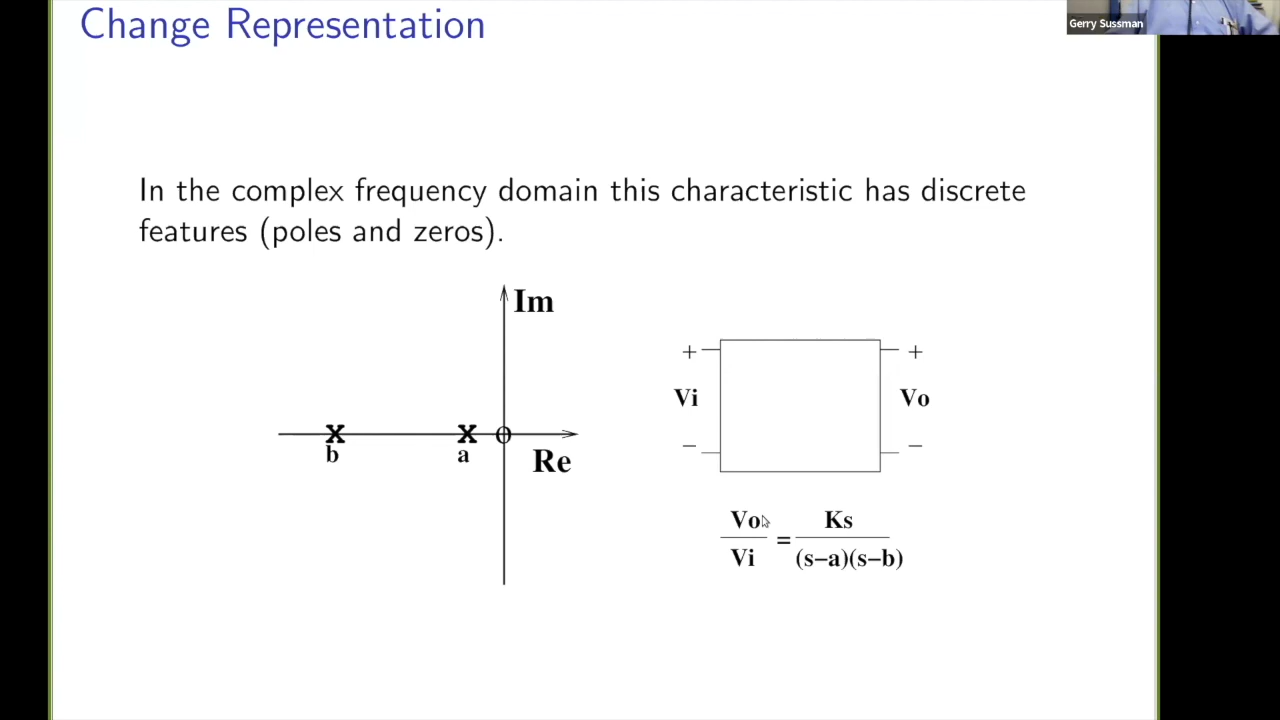 Change Representation
Gerry Sussman
In the complex frequency domain this characteristic has discrete
features (poles and zeros).
Im
+ +
Vi Vo
X X O
b a
− −
Re
Vo Ks
=
Vi (s−a)(s−b)